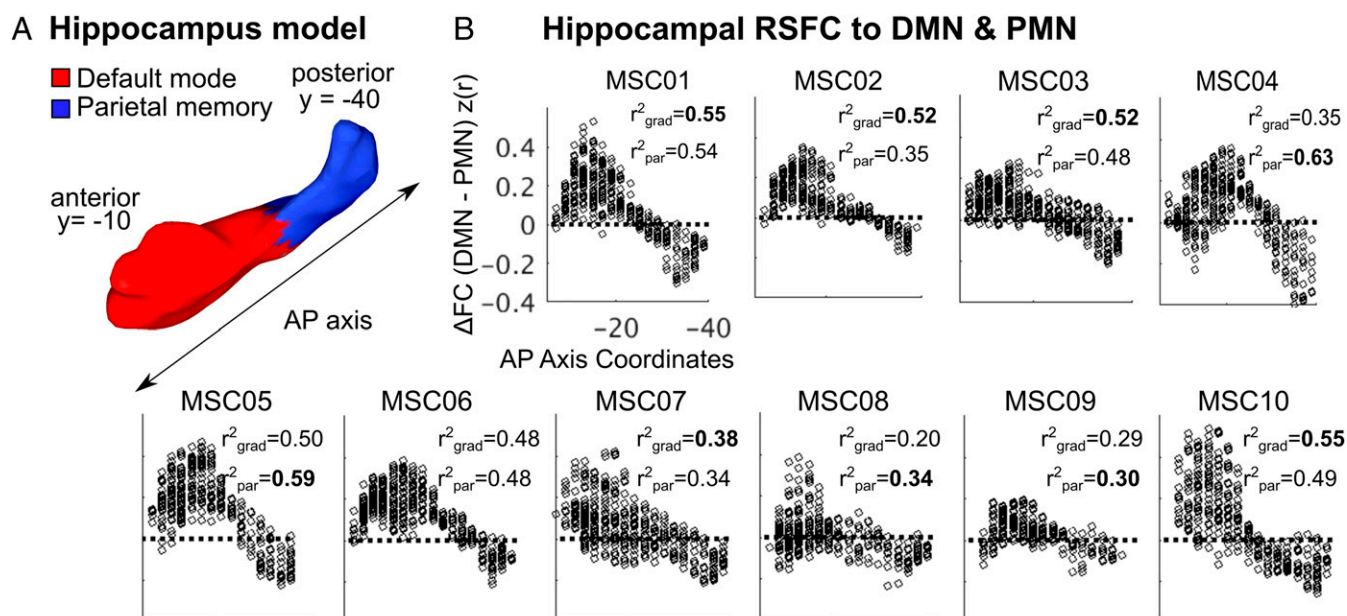 A Hippocampus model
Default mode
Parietal memory
posterior
y = -40
anterior
y= -10
AP axis
B Hippocampal RSFC to DMN & PMN
ΔFC (DMN - PMN) z(r)
0.4
0.2
0
−0.2
−0.4
−20
−40
AP Axis Coordinates
MSC01
r²grad=0.55
r²par=0.54
MSC02
r²grad=0.52
r²par=0.35
MSC03
r²grad=0.52
r²par=0.48
MSC04
r²grad=0.35
r²par=0.63
MSC05
r²grad=0.50
r²par=0.59
MSC06
r²grad=0.48
r²par=0.48
MSC07
r²grad=0.38
r²par=0.34
MSC08
r²grad=0.20
r²par=0.34
MSC09
r²grad=0.29
r²par=0.30
MSC10
r²grad=0.55
r²par=0.49